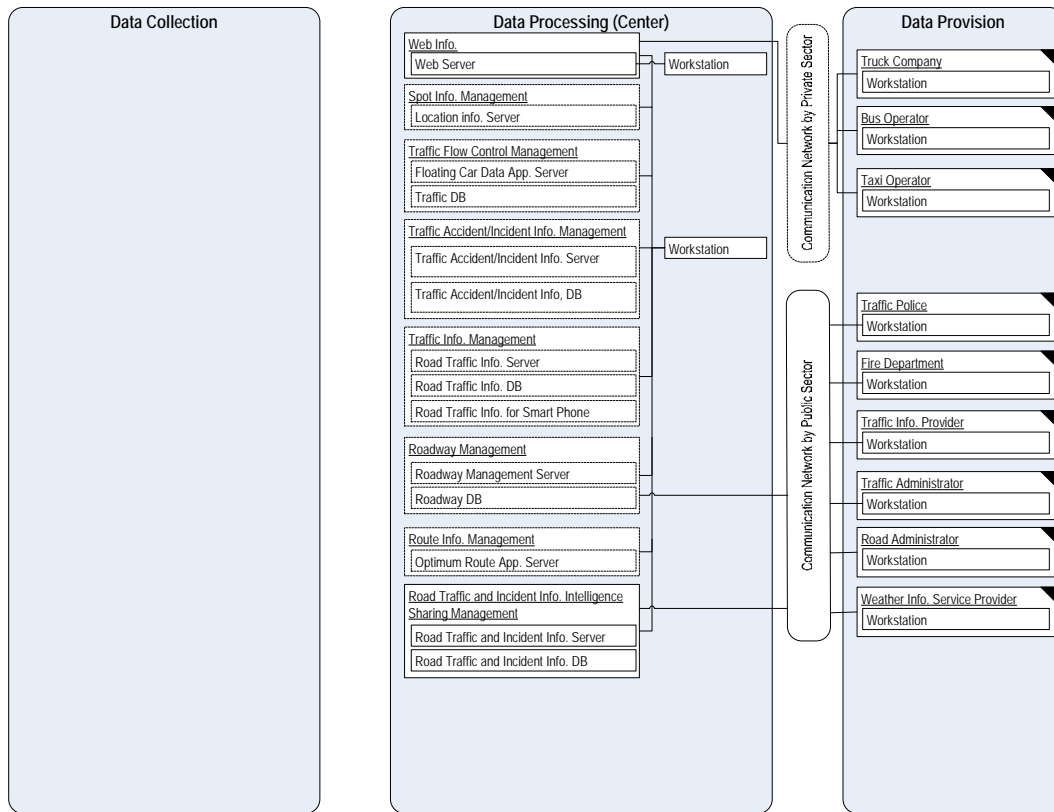 Data Collection
Data Processing (Center)
Web Info.
Web Server
Workstation
Spot Info. Management
Location info. Server
Traffic Flow Control Management
Floating Car Data App. Server
Traffic DB
Traffic Accident/Incident Info. Management
Workstation
Traffic Accident/Incident Info. Server
Traffic Accident/Incident Info, DB
Traffic Info. Management
Road Traffic Info. Server
Road Traffic Info. DB
Road Traffic Info. for Smart Phone
Roadway Management
Roadway Management Server
Roadway DB
Route Info. Management
Optimum Route App. Server
Road Traffic and Incident Info. Intelligence
Sharing Management
Road Traffic and Incident Info. Server
Road Traffic and Incident Info. DB
Communication Network by Private Sector
Communication Network by Public Sector
Data Provision
Truck Company
Workstation
Bus Operator
Workstation
Taxi Operator
Workstation
Traffic Police
Workstation
Fire Department
Workstation
Traffic Info. Provider
Workstation
Traffic Administrator
Workstation
Road Administrator
Workstation
Weather Info. Service Provider
Workstation